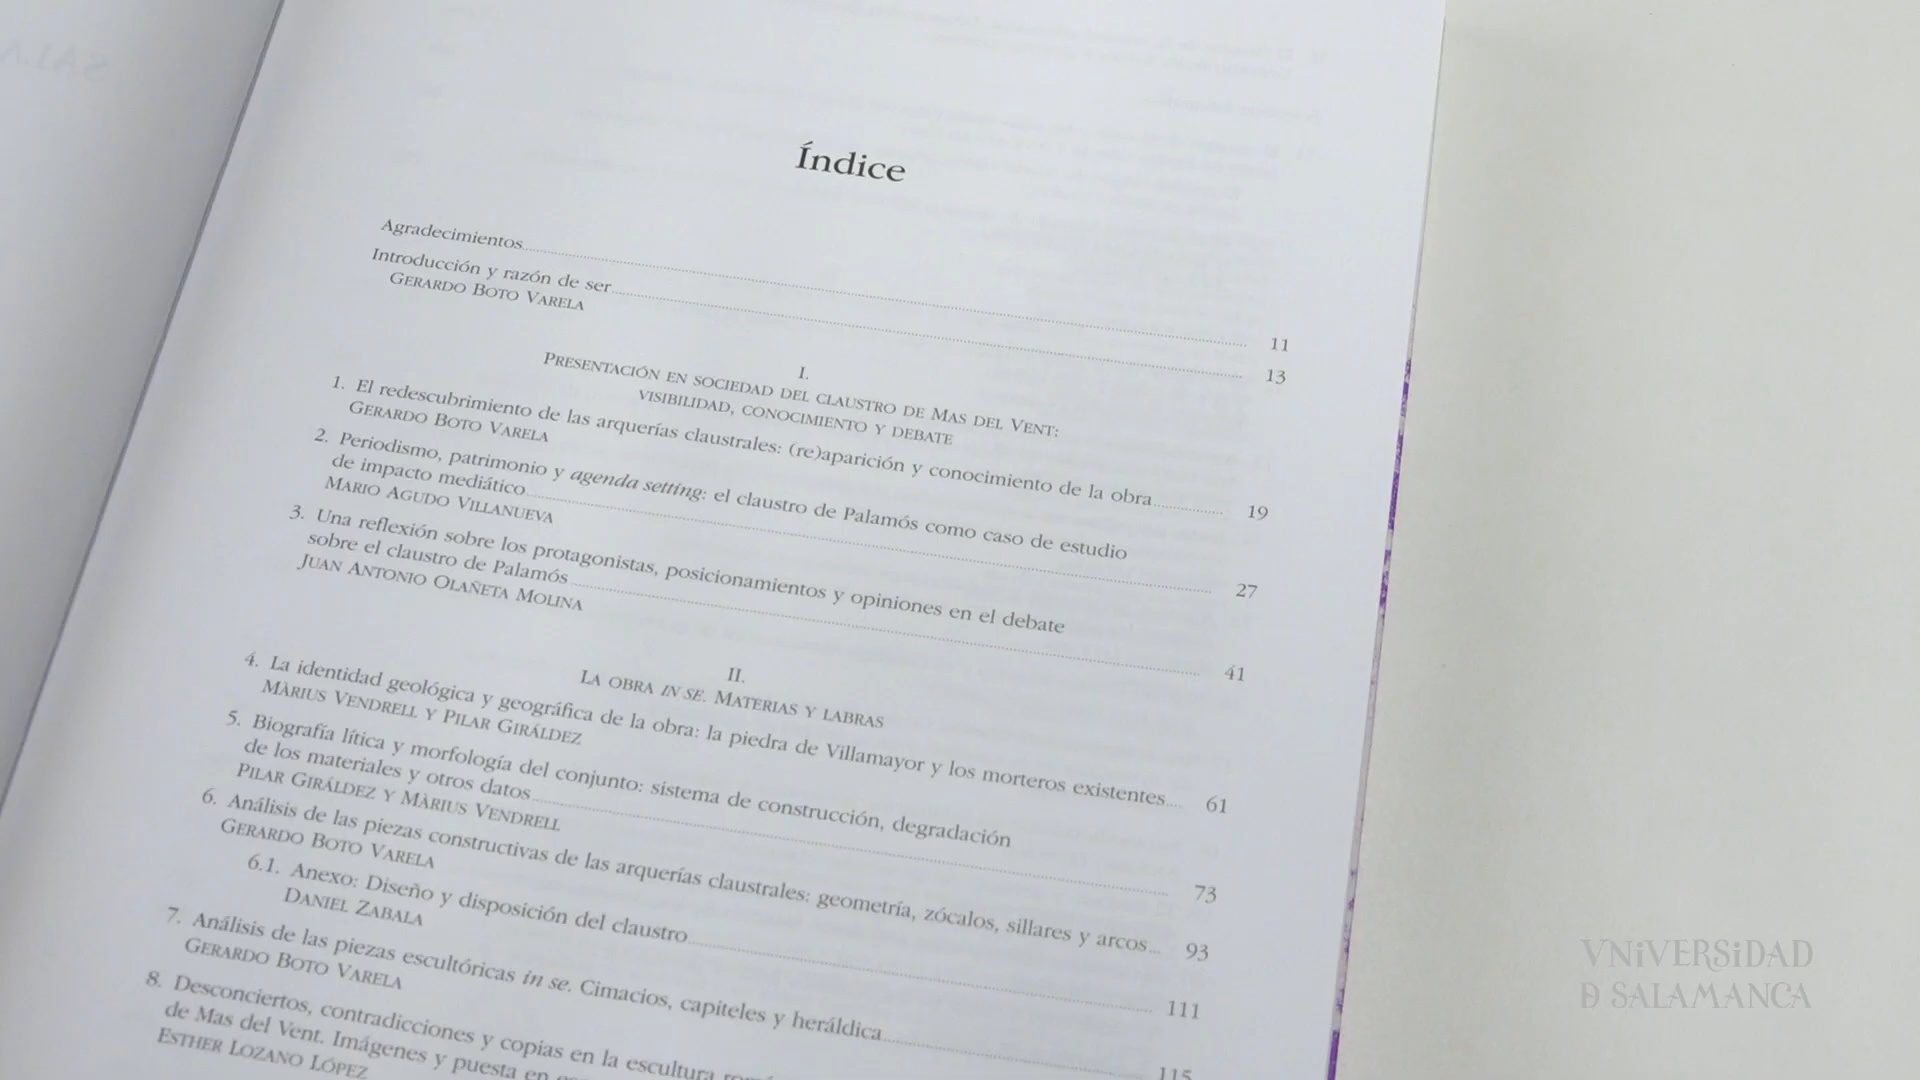 Índice
Agradecimientos 11
Introducción y razón de ser 13
GERARDO BOTO VARELA
I.
PRESENTACIÓN EN SOCIEDAD DEL CLAUSTRO DE MAS DEL VENT:
VISIBILIDAD, CONOCIMIENTO Y DEBATE
1. El redescubrimiento de las arquerías claustrales: (re)aparición y conocimiento de la obra 19
GERARDO BOTO VARELA
2. Periodismo, patrimonio y agenda setting: el claustro de Palamós como caso de estudio
de impacto mediático 27
MARIO AGUDO VILLANUEVA
3. Una reflexión sobre los protagonistas, posicionamientos y opiniones en el debate
sobre el claustro de Palamós 41
JUAN ANTONIO OLAÑETA MOLINA
II.
LA OBRA IN SE. MATERIAS Y LABRAS
4. La identidad geológica y geográfica de la obra: la piedra de Villamayor y los morteros existentes 61
MÀRIUS VENDRELL Y PILAR GIRÁLDEZ
5. Biografía lítica y morfología del conjunto: sistema de construcción, degradación
de los materiales y otros datos 73
PILAR GIRÁLDEZ Y MÀRIUS VENDRELL
6. Análisis de las piezas constructivas de las arquerías claustrales: geometría, zócalos, sillares y arcos 93
GERARDO BOTO VARELA
6.1. Anexo: Diseño y disposición del claustro 111
DANIEL ZABALA
7. Análisis de las piezas escultóricas in se. Cimacios, capiteles y heráldica 115
GERARDO BOTO VARELA
8. Desconciertos, contradicciones y copias en la escultura
de Mas del Vent. Imágenes y puesta en
ESTHER LOZANO LÓPEZ
VNiVERSiDAD
D SALAMANCA